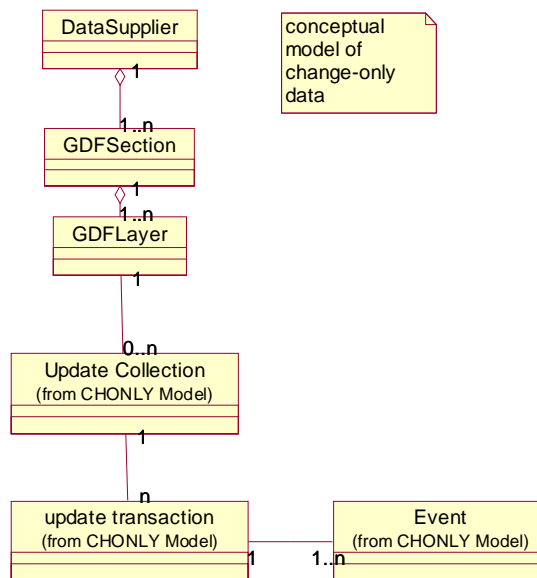 DataSupplier
1
conceptual
model of
change-only
data
1..n
GDFSection
1
1..n
GDFLayer
1
0..n
Update Collection
(from CHONLY Model)
1
n
update transaction
(from CHONLY Model)
1
1..n
Event
(from CHONLY Model)